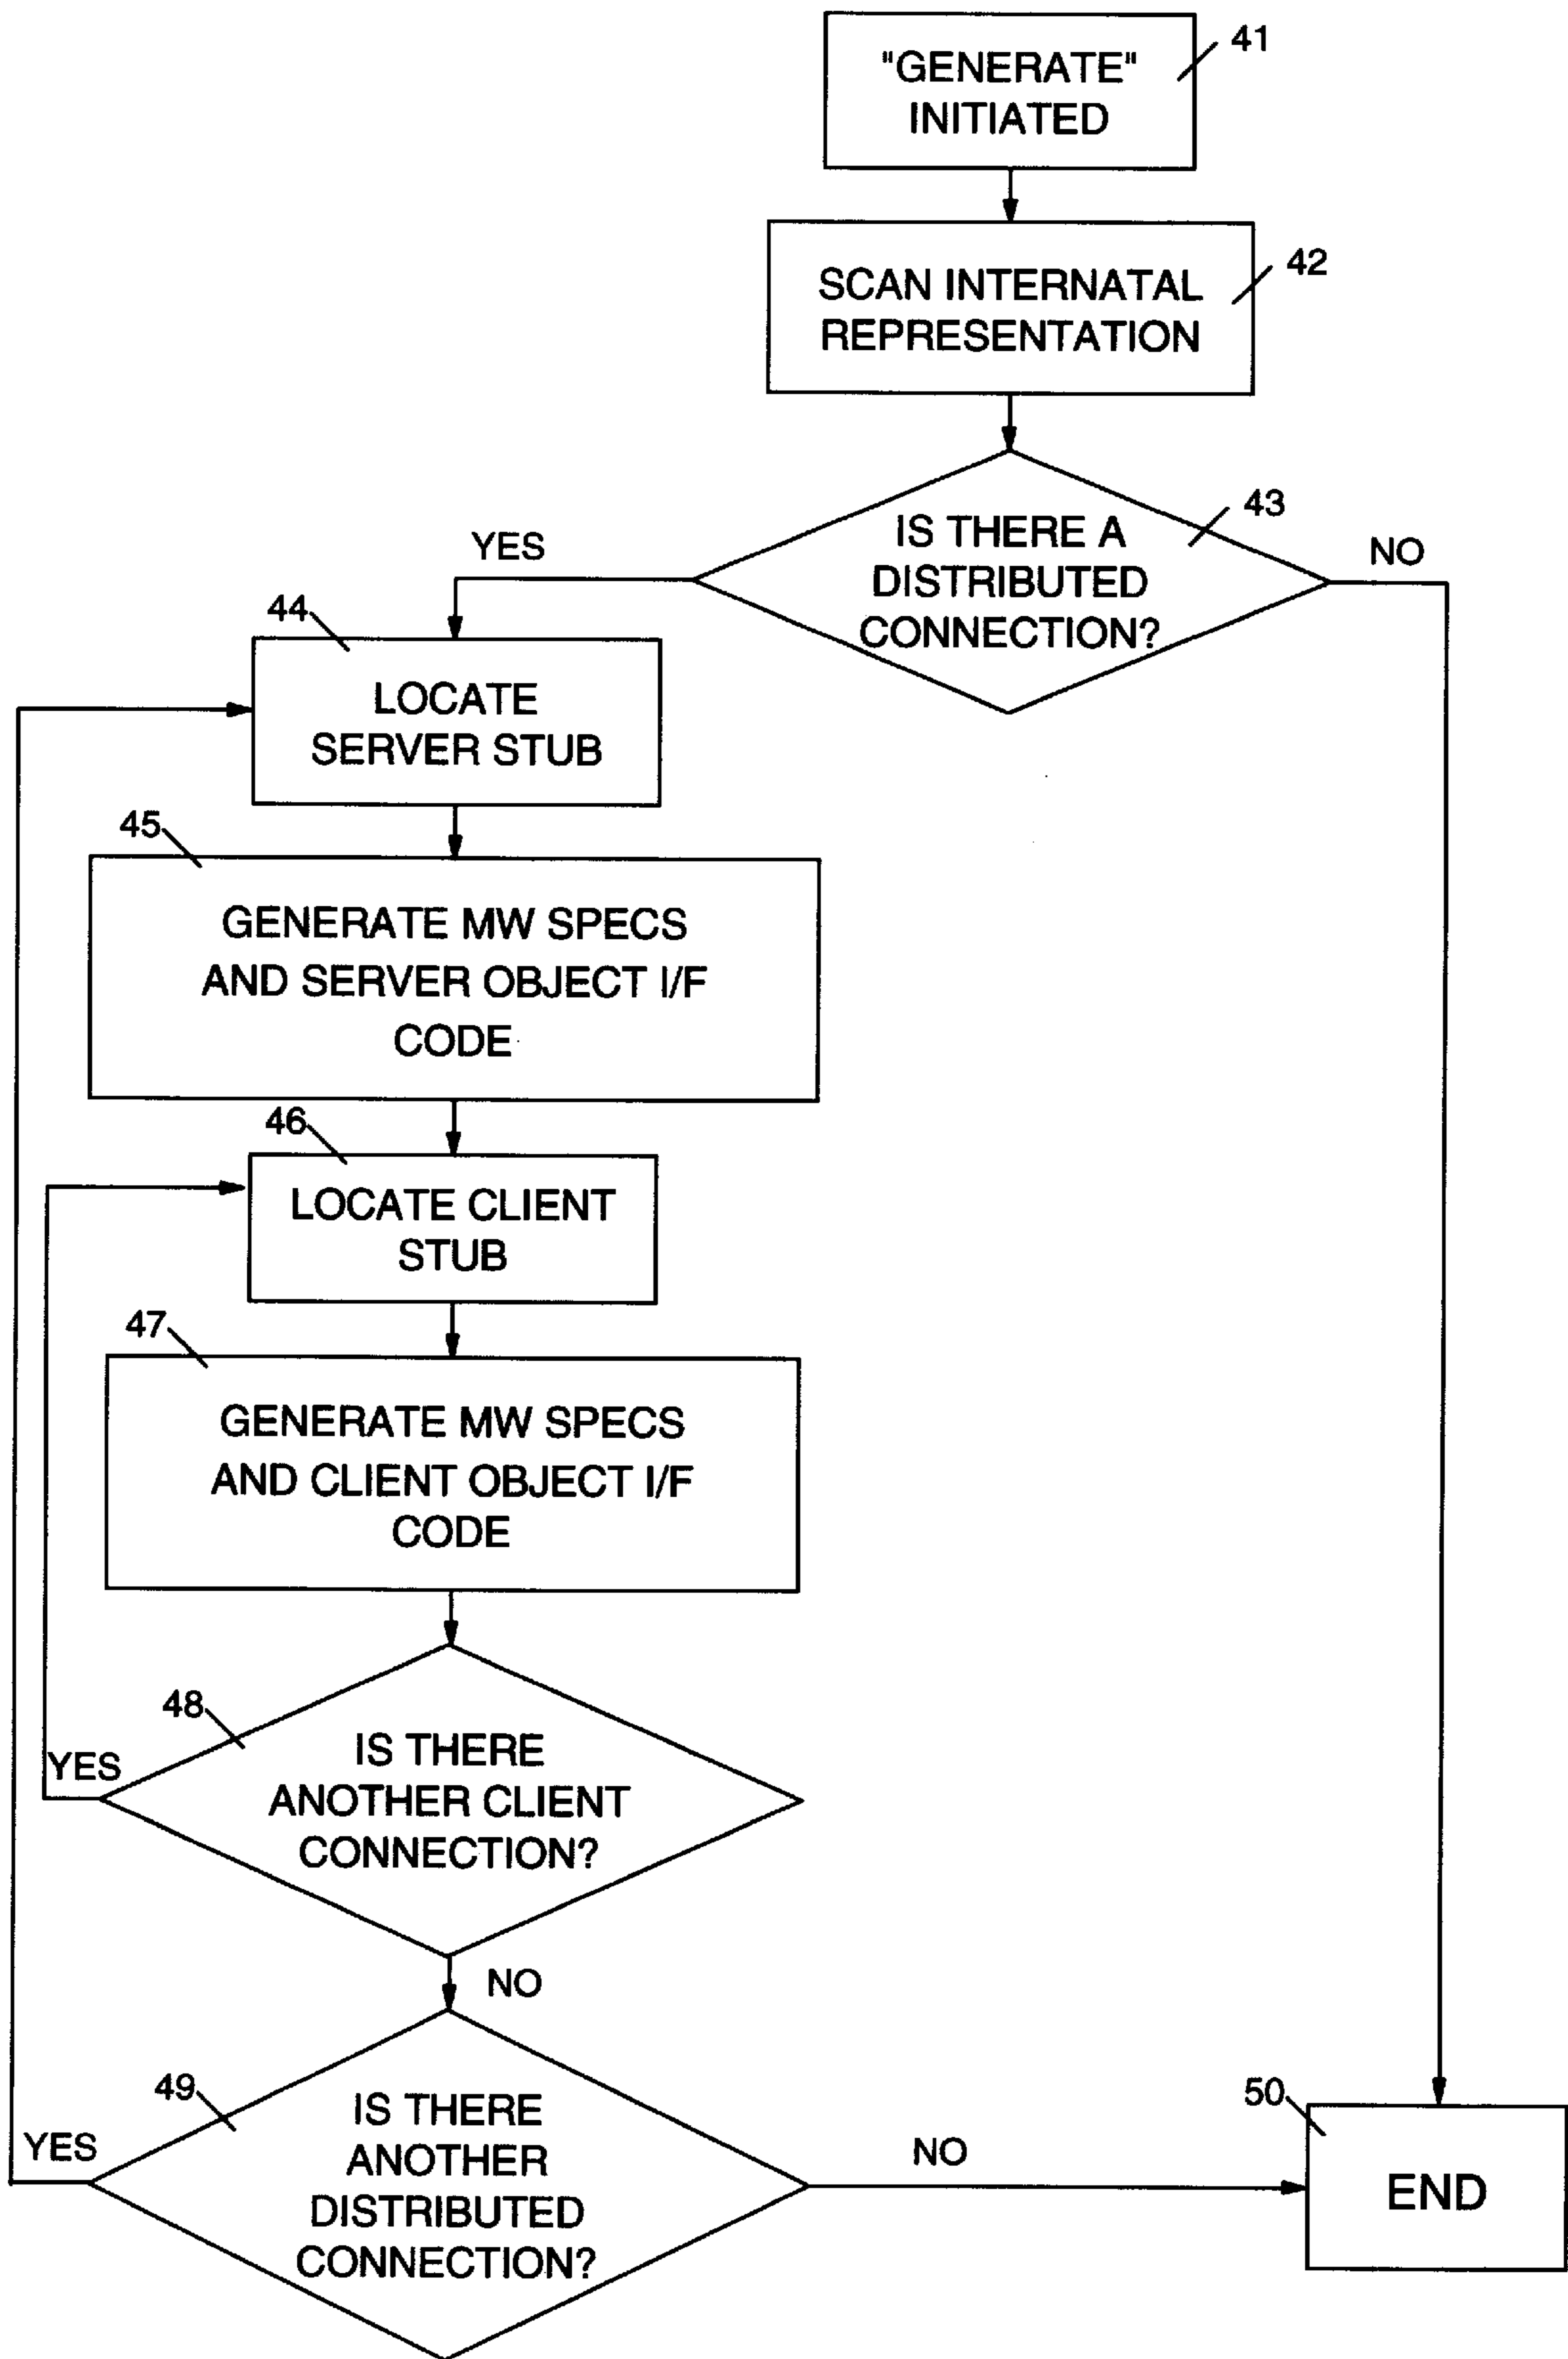 "GENERATE"
INITIATED
41
SCAN INTERNATAL
REPRESENTATION
42
IS THERE A
DISTRIBUTED
CONNECTION?
43
YES
NO
44
LOCATE
SERVER STUB
45
GENERATE MW SPECS
AND SERVER OBJECT I/F
CODE
46
LOCATE CLIENT
STUB
47
GENERATE MW SPECS
AND CLIENT OBJECT I/F
CODE
48
IS THERE
ANOTHER CLIENT
CONNECTION?
YES
NO
49
IS THERE
ANOTHER
DISTRIBUTED
CONNECTION?
YES
NO
50
END